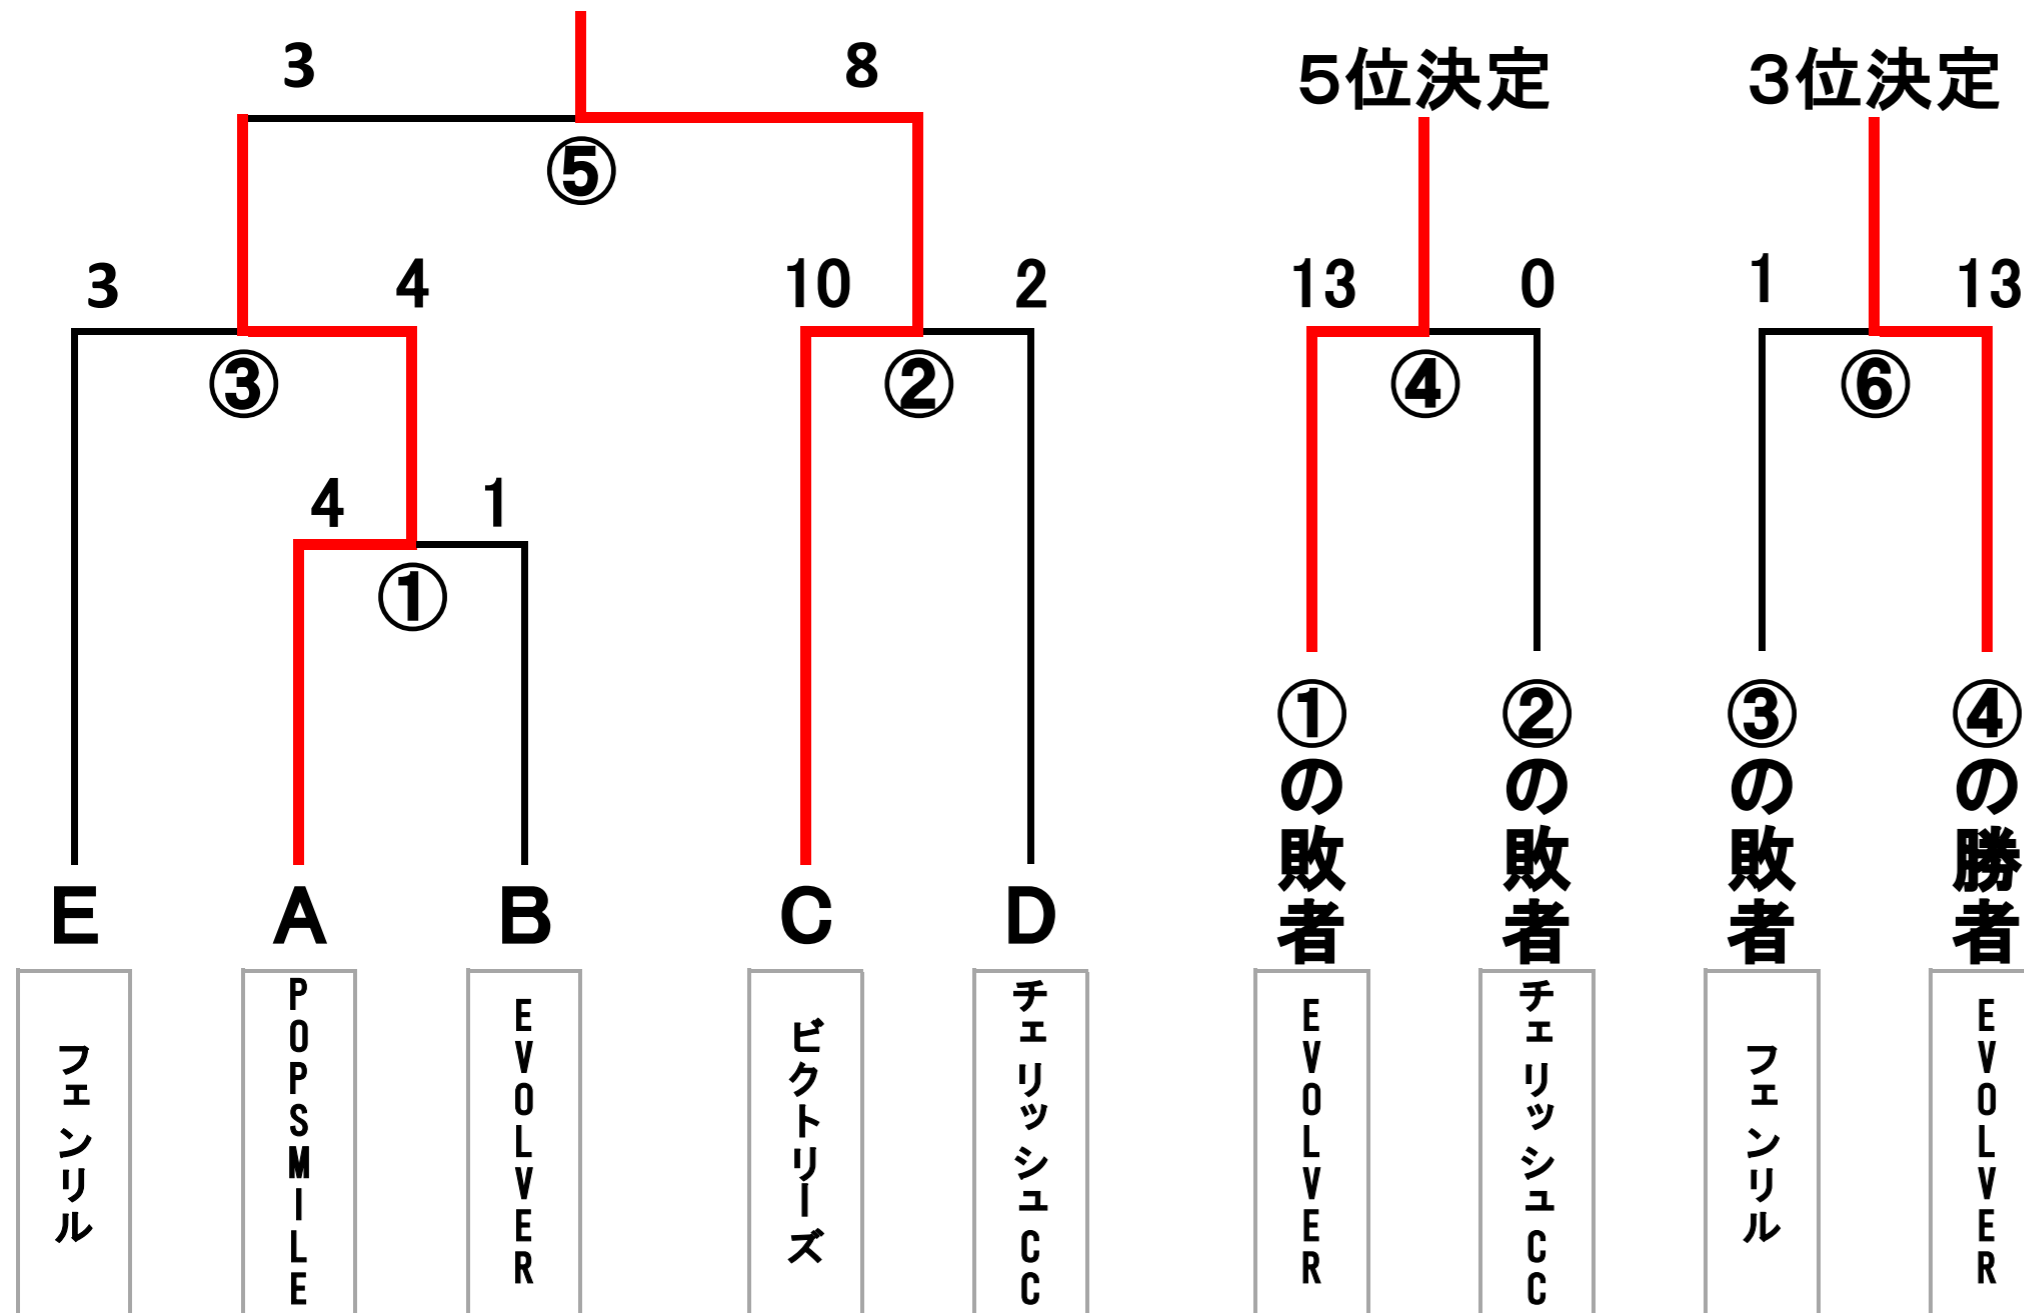 3
8
5位決定
3位決定
⑤
3
4
10
2
13
0
1
13
③
②
④
⑥
4
1
①
①の敗者
②の敗者
③の敗者
④の勝者
E
A
B
C
D
フェンリル
POPSMILE
EVOLVER
ビクトリーズ
チェリッシュCC
EVOLVER
チェリッシュCC
フェンリル
EVOLVER